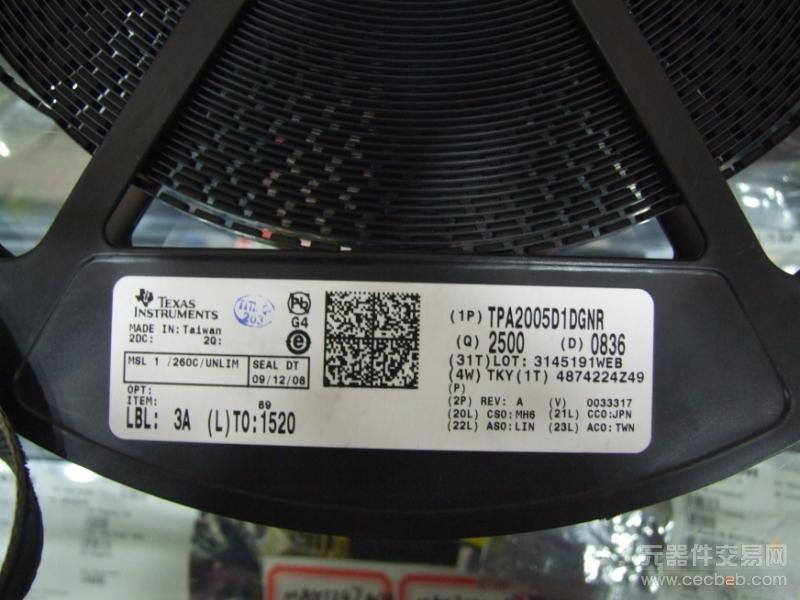 TEXAS
INSTRUMENTS
Pb
G4
e
MADE IN: Taiwan
2DC: 2Q:
MSL 1 /260C/UNLIM
SEAL DT
09/12/08
OPT:
ITEM: 89
LBL: 3A (L)TO:1520
(1P) TPA2005D1DGNR
(Q) 2500 (D) 0836
(31T)LOT: 3145191WEB
(4W) TKY(1T) 4874224Z49
(P)
(2P) REV: A (V) 0033317
(20L) CSO:MH6 (21L) CCO:JPN
(22L) ASO:LIN (23L) ACO:TWN
元器件交易网
www.cecbeb.com